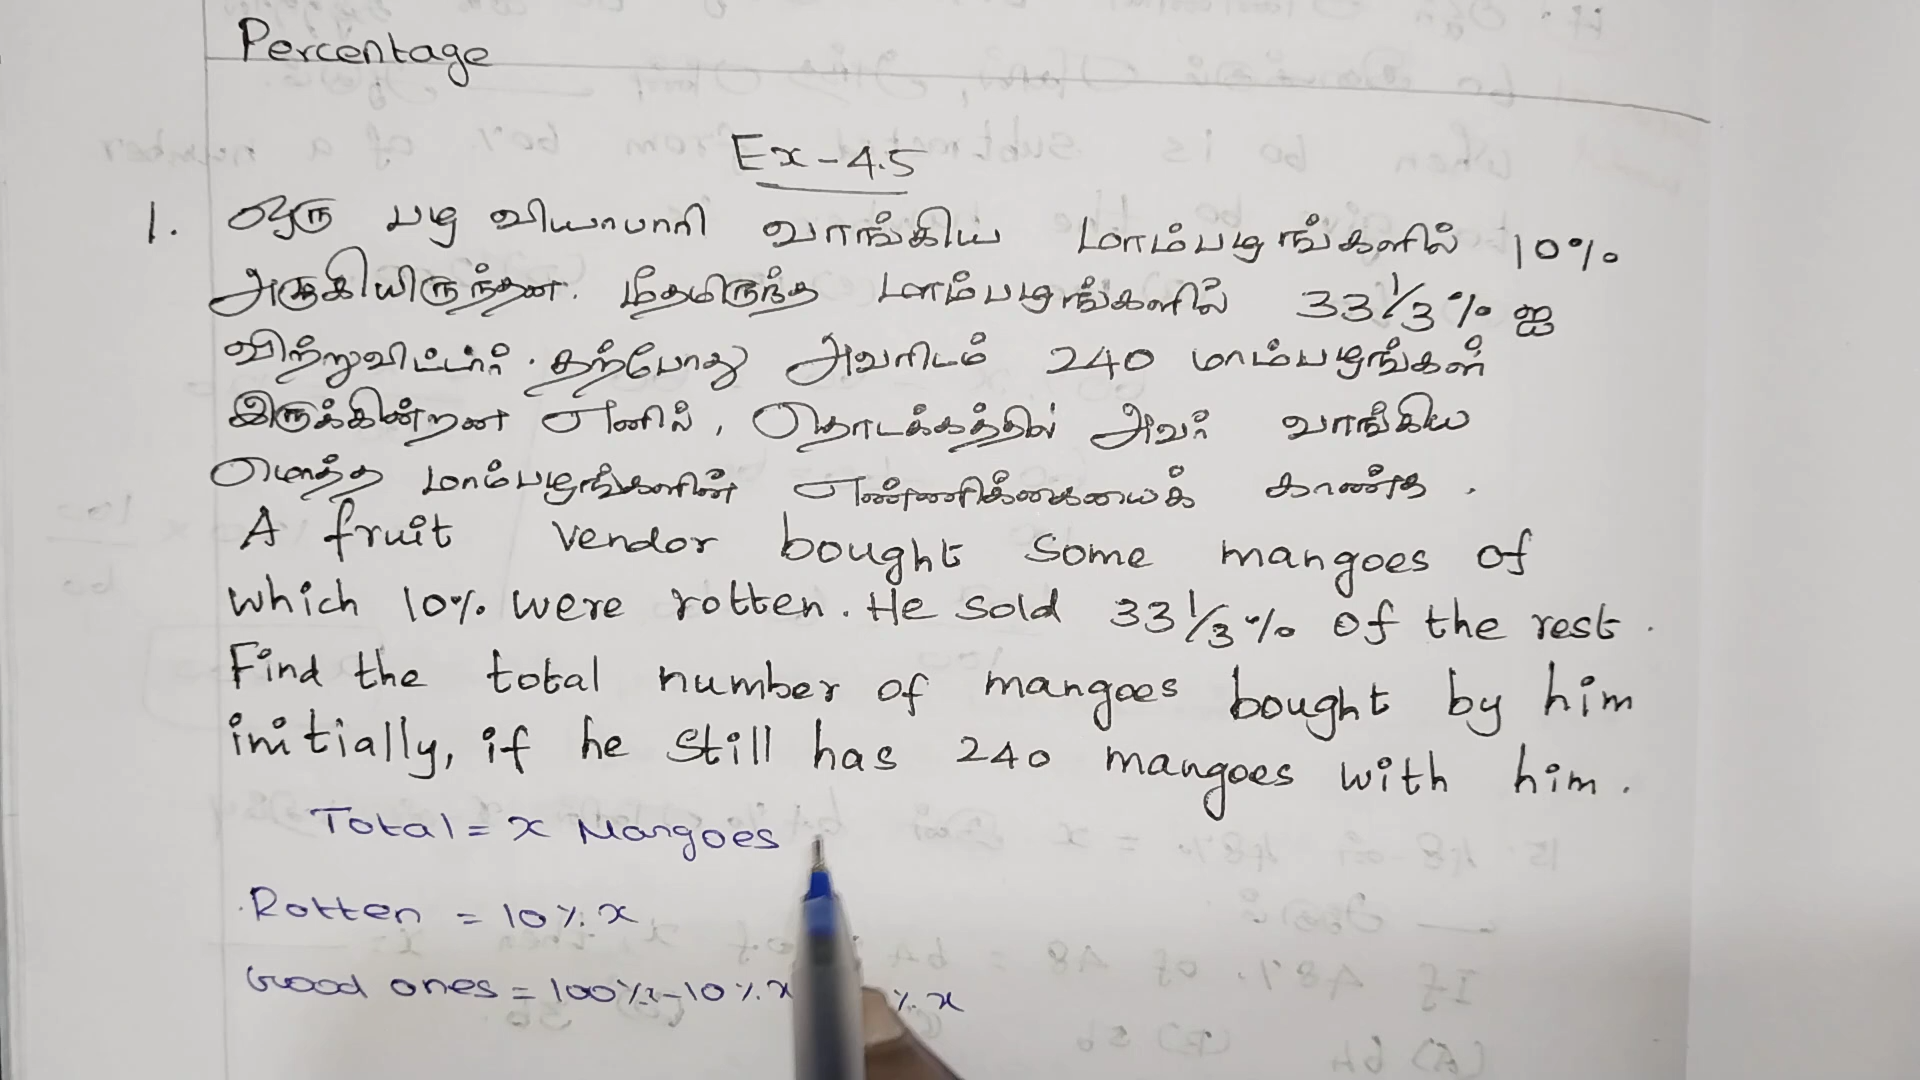 Percentage
Ex-4.5
1. ஒரு பழ வியாபாரி வாங்கிய மாம்பழங்களில் 10%
அழுகியிருந்தன. மீதமிருந்த மாம்பழங்களில் 33 1/3 % ஐ
விற்றுவிட்டார். தற்போது அவரிடம் 240 மாம்பழங்கள்
இருக்கின்றன எனில், தொடக்கத்தில் அவர் வாங்கிய
மொத்த மாம்பழங்களின் எண்ணிக்கையைக் காண்க.
A fruit vendor bought some mangoes of
which 10% were rotten. He sold 33 1/3 % of the rest.
Find the total number of mangoes bought by him
initially, if he still has 240 mangoes with him.
Total = x Mangoes
Rotten = 10% x
Good ones = 100% x - 10% x % x